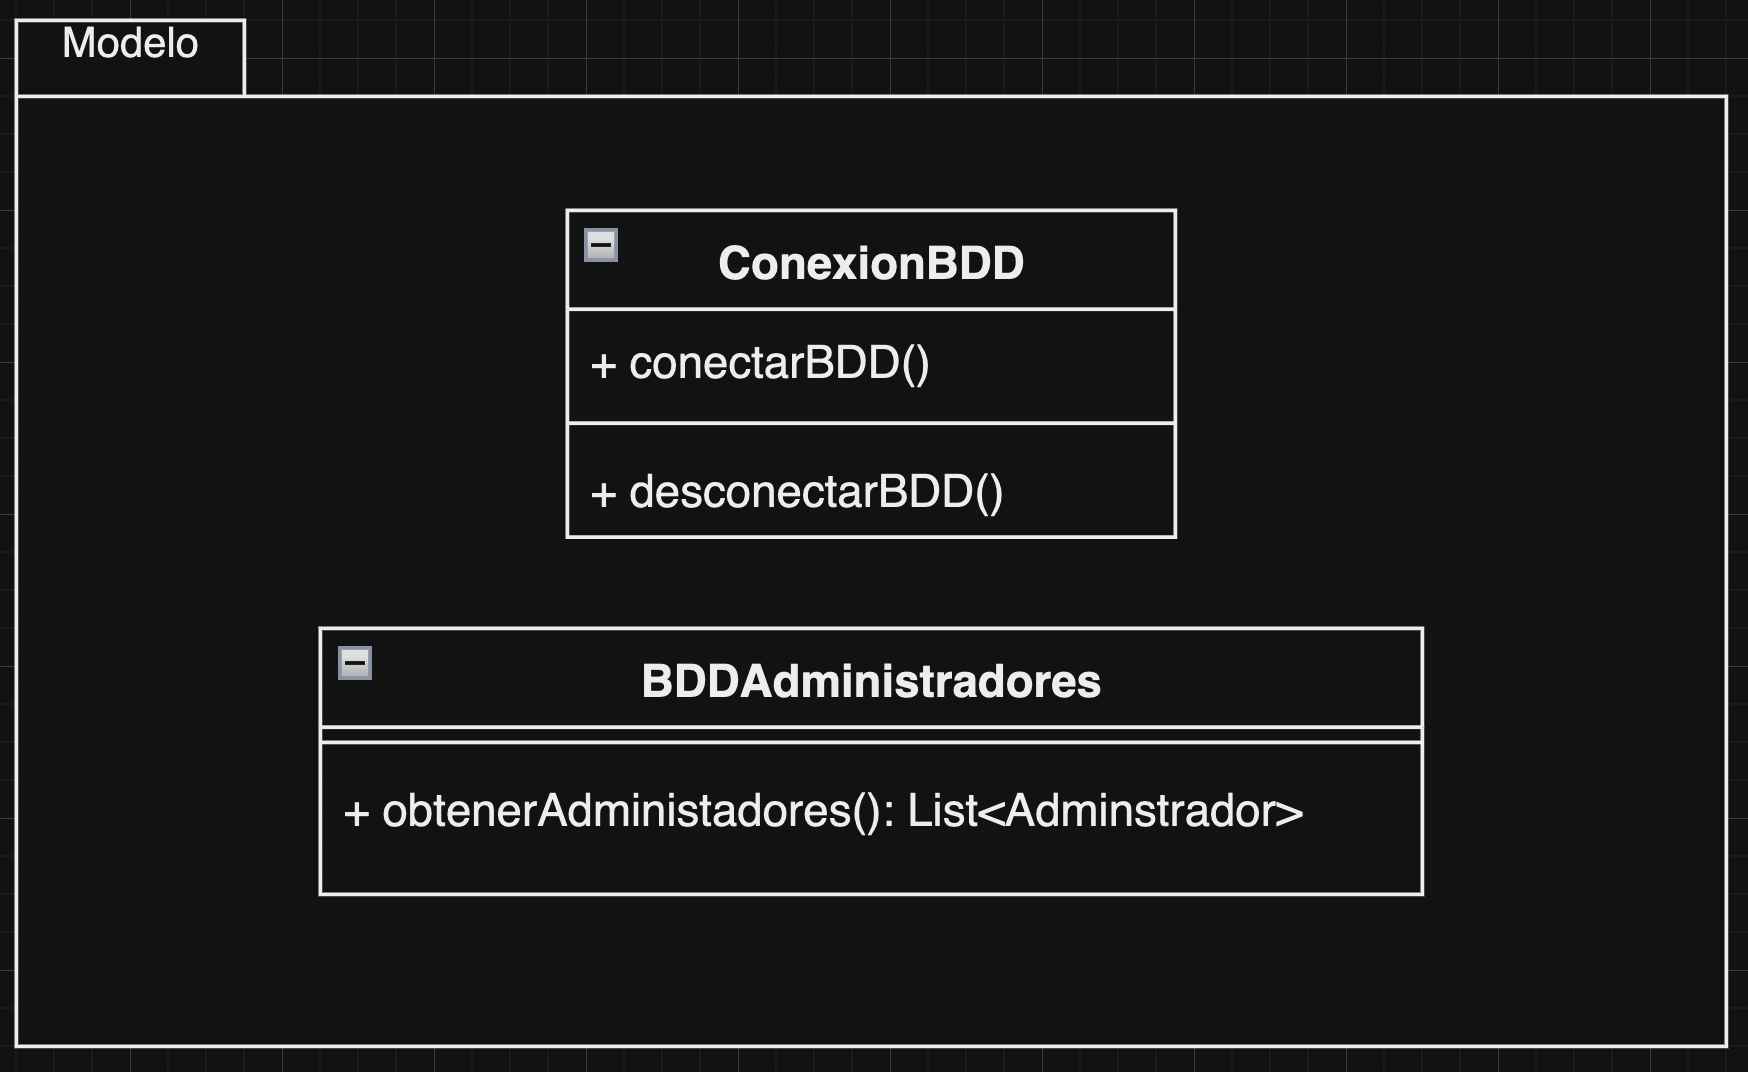 Modelo
ConexionBDD
+ conectarBDD()
+ desconectarBDD()
BDDAdministradores
+ obtenerAdministadores(): List<Adminstrador>